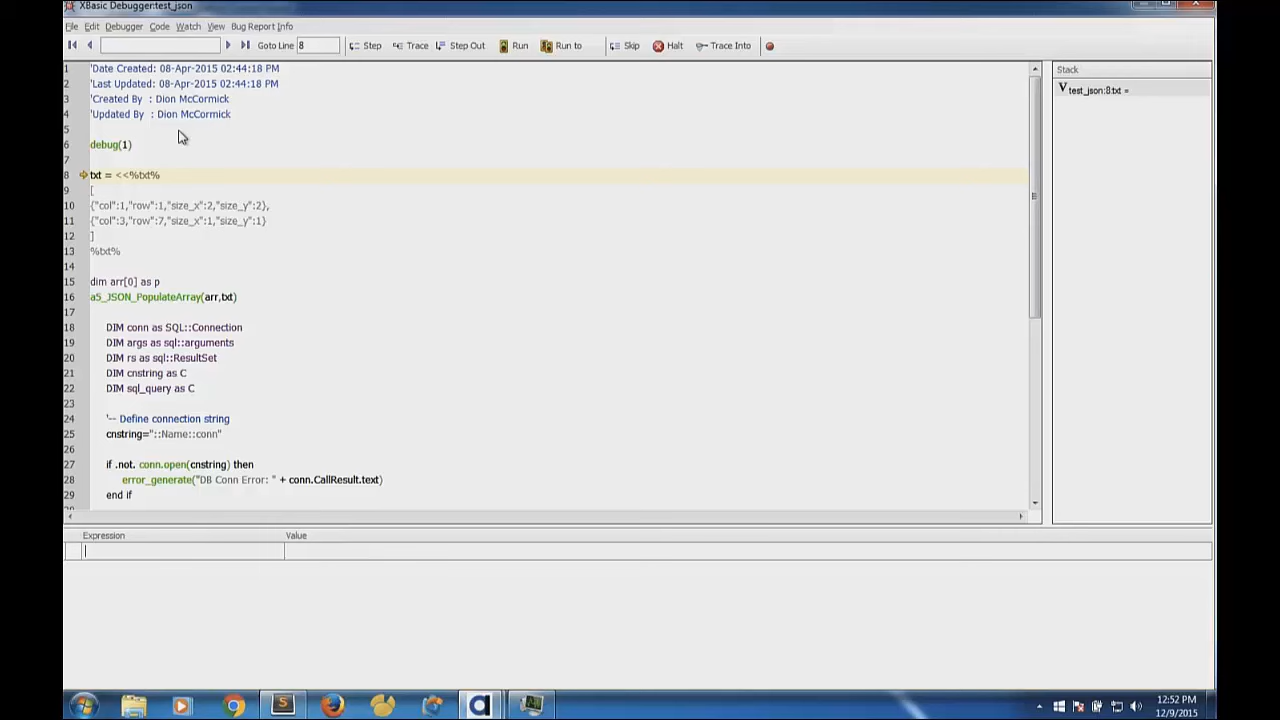 XBasic Debugger:test_json
File Edit Debugger Code Watch View Bug Report Info
Goto Line 8 Step Trace Step Out Run Run to Skip Halt Trace Into
1 'Date Created: 08-Apr-2015 02:44:18 PM
2 'Last Updated: 08-Apr-2015 02:44:18 PM
3 'Created By : Dion McCormick
4 'Updated By : Dion McCormick
5
6 debug(1)
7
8 txt = <<%txt%
9 [
10 {"col":1,"row":1,"size_x":2,"size_y":2},
11 {"col":3,"row":7,"size_x":1,"size_y":1}
12 ]
13 %txt%
14
15 dim arr[0] as p
16 a5_JSON_PopulateArray(arr,txt)
17
18 DIM conn as SQL::Connection
19 DIM args as sql::arguments
20 DIM rs as sql::ResultSet
21 DIM cnstring as C
22 DIM sql_query as C
23
24 '-- Define connection string
25 cnstring="::Name::conn"
26
27 if .not. conn.open(cnstring) then
28 error_generate("DB Conn Error: " + conn.CallResult.text)
29 end if
Stack
test_json:8:txt =
Expression Value
12:52 PM
12/9/2015